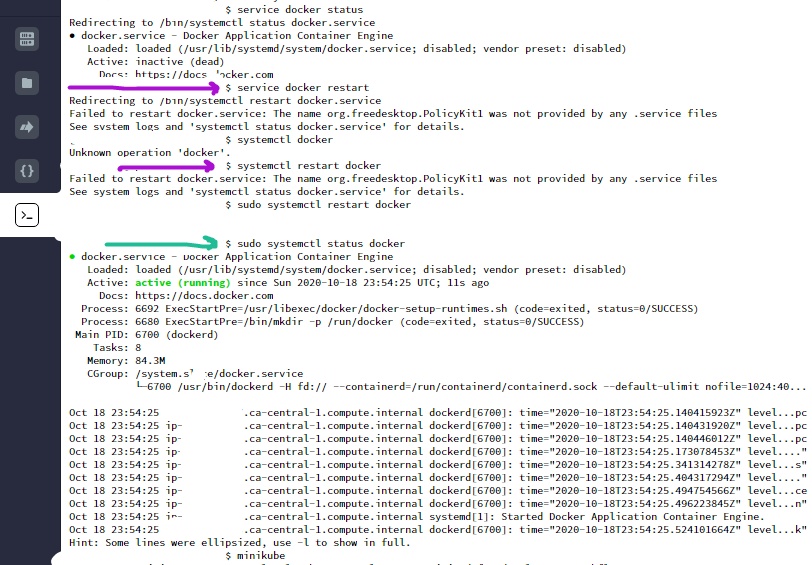 $ service docker status
Redirecting to /bin/systemctl status docker.service
● docker.service - Docker Application Container Engine
Loaded: loaded (/usr/lib/systemd/system/docker.service; disabled; vendor preset: disabled)
Active: inactive (dead)
Docs: https://docs.docker.com
$ service docker restart
Redirecting to /bin/systemctl restart docker.service
Failed to restart docker.service: The name org.freedesktop.PolicyKit1 was not provided by any .service files
See system logs and 'systemctl status docker.service' for details.
$ systemctl docker
Unknown operation 'docker'.
$ systemctl restart docker
Failed to restart docker.service: The name org.freedesktop.PolicyKit1 was not provided by any .service files
See system logs and 'systemctl status docker.service' for details.
$ sudo systemctl restart docker
$ sudo systemctl status docker
● docker.service - Docker Application Container Engine
Loaded: loaded (/usr/lib/systemd/system/docker.service; disabled; vendor preset: disabled)
Active: active (running) since Sun 2020-10-18 23:54:25 UTC; 11s ago
Docs: https://docs.docker.com
Process: 6692 ExecStartPre=/usr/libexec/docker/docker-setup-runtimes.sh (code=exited, status=0/SUCCESS)
Process: 6680 ExecStartPre=/bin/mkdir -p /run/docker (code=exited, status=0/SUCCESS)
Main PID: 6700 (dockerd)
Tasks: 8
Memory: 84.3M
CGroup: /system.slice/docker.service
└─6700 /usr/bin/dockerd -H fd:// --containerd=/run/containerd/containerd.sock --default-ulimit nofile=1024:40...
Oct 18 23:54:25 .ca-central-1.compute.internal dockerd[6700]: time="2020-10-18T23:54:25.140415923Z" level...pc
Oct 18 23:54:25 ip- .ca-central-1.compute.internal dockerd[6700]: time="2020-10-18T23:54:25.140431920Z" level...pc
Oct 18 23:54:25 ip- .ca-central-1.compute.internal dockerd[6700]: time="2020-10-18T23:54:25.140446012Z" level...pc
Oct 18 23:54:25 ip- .ca-central-1.compute.internal dockerd[6700]: time="2020-10-18T23:54:25.173078453Z" level...."
Oct 18 23:54:25 ip- .ca-central-1.compute.internal dockerd[6700]: time="2020-10-18T23:54:25.341314278Z" level...s"
Oct 18 23:54:25 ip- .ca-central-1.compute.internal dockerd[6700]: time="2020-10-18T23:54:25.404317294Z" level...."
Oct 18 23:54:25 ip- .ca-central-1.compute.internal dockerd[6700]: time="2020-10-18T23:54:25.494754566Z" level...ce
Oct 18 23:54:25 ip- .ca-central-1.compute.internal dockerd[6700]: time="2020-10-18T23:54:25.496223845Z" level...n"
Oct 18 23:54:25 ip- .ca-central-1.compute.internal systemd[1]: Started Docker Application Container Engine.
Oct 18 23:54:25 .ca-central-1.compute.internal dockerd[6700]: time="2020-10-18T23:54:25.524101664Z" level...k"
Hint: Some lines were ellipsized, use -l to show in full.
$ minikube